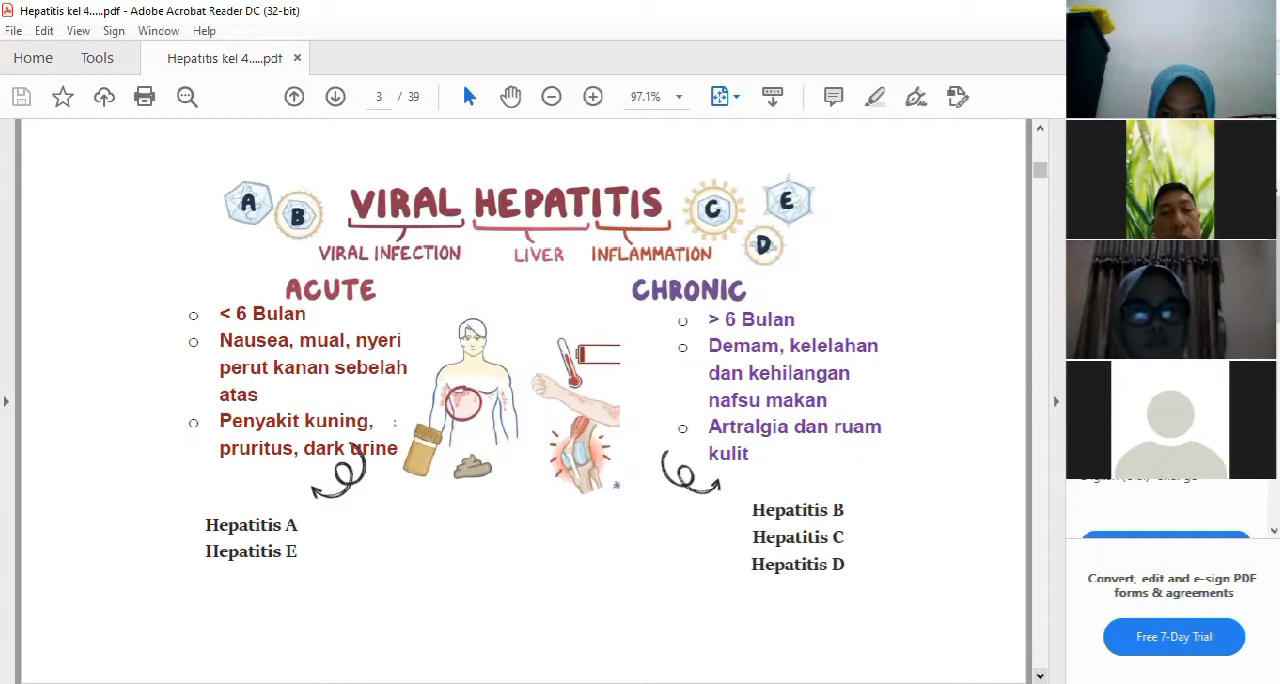 Hepatitis kel 4.....pdf - Adobe Acrobat Reader DC (32-bit)
File Edit View Sign Window Help
Home Tools Hepatitis kel 4.....pdf ×
3 / 39 97.1%
A B VIRAL HEPATITIS C E
D
VIRAL INFECTION LIVER INFLAMMATION
ACUTE
< 6 Bulan
Nausea, mual, nyeri
perut kanan sebelah
atas
Penyakit kuning,
pruritus, dark urine
Hepatitis A
Hepatitis E
CHRONIC
> 6 Bulan
Demam, kelelahan
dan kehilangan
nafsu makan
Artralgia dan ruam
kulit
*
Hepatitis B
Hepatitis C
Hepatitis D
Convert, edit and e-sign PDF
forms & agreements
Free 7-Day Trial